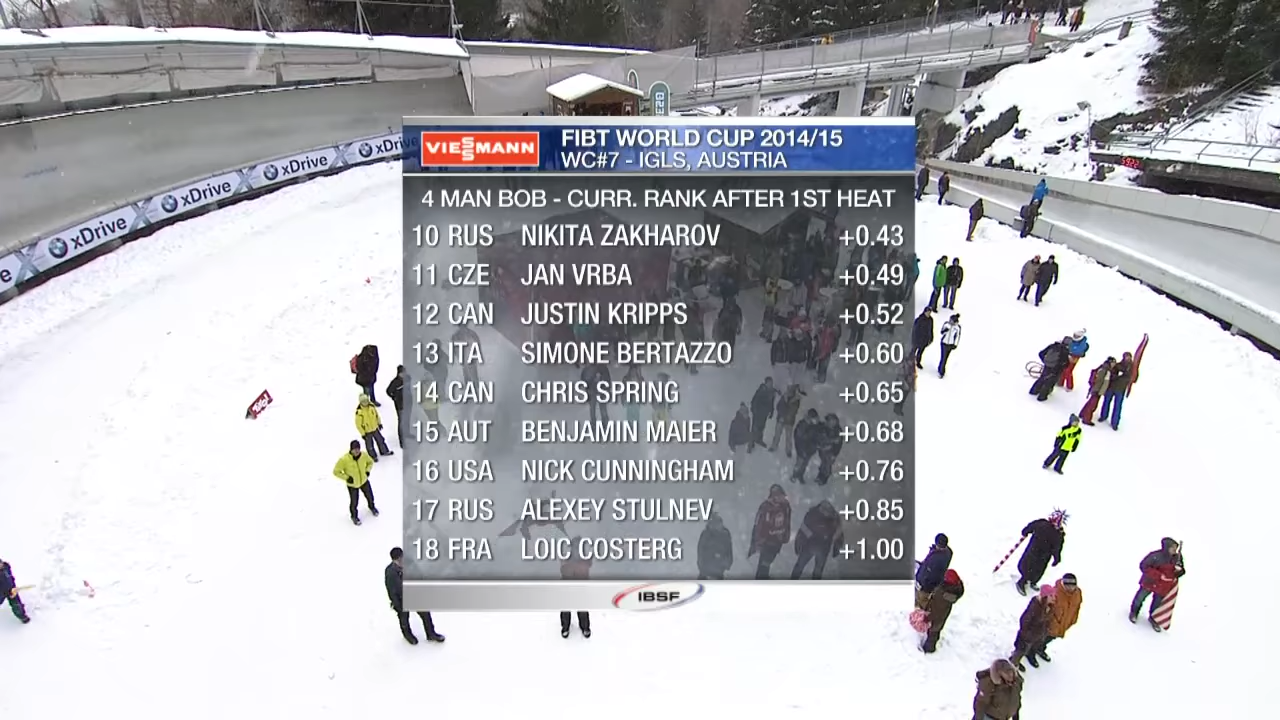 VIESSMANN
FIBT WORLD CUP 2014/15
WC#7 - IGLS, AUSTRIA
4 MAN BOB - CURR. RANK AFTER 1ST HEAT
10 RUS NIKITA ZAKHAROV +0.43
11 CZE JAN VRBA +0.49
12 CAN JUSTIN KRIPPS +0.52
13 ITA SIMONE BERTAZZO +0.60
14 CAN CHRIS SPRING +0.65
15 AUT BENJAMIN MAIER +0.68
16 USA NICK CUNNINGHAM +0.76
17 RUS ALEXEY STULNEV +0.85
18 FRA LOIC COSTERG +1.00
IBSF
BMW xDrive
BMW xDrive
BMW xDrive
BMW xDrive